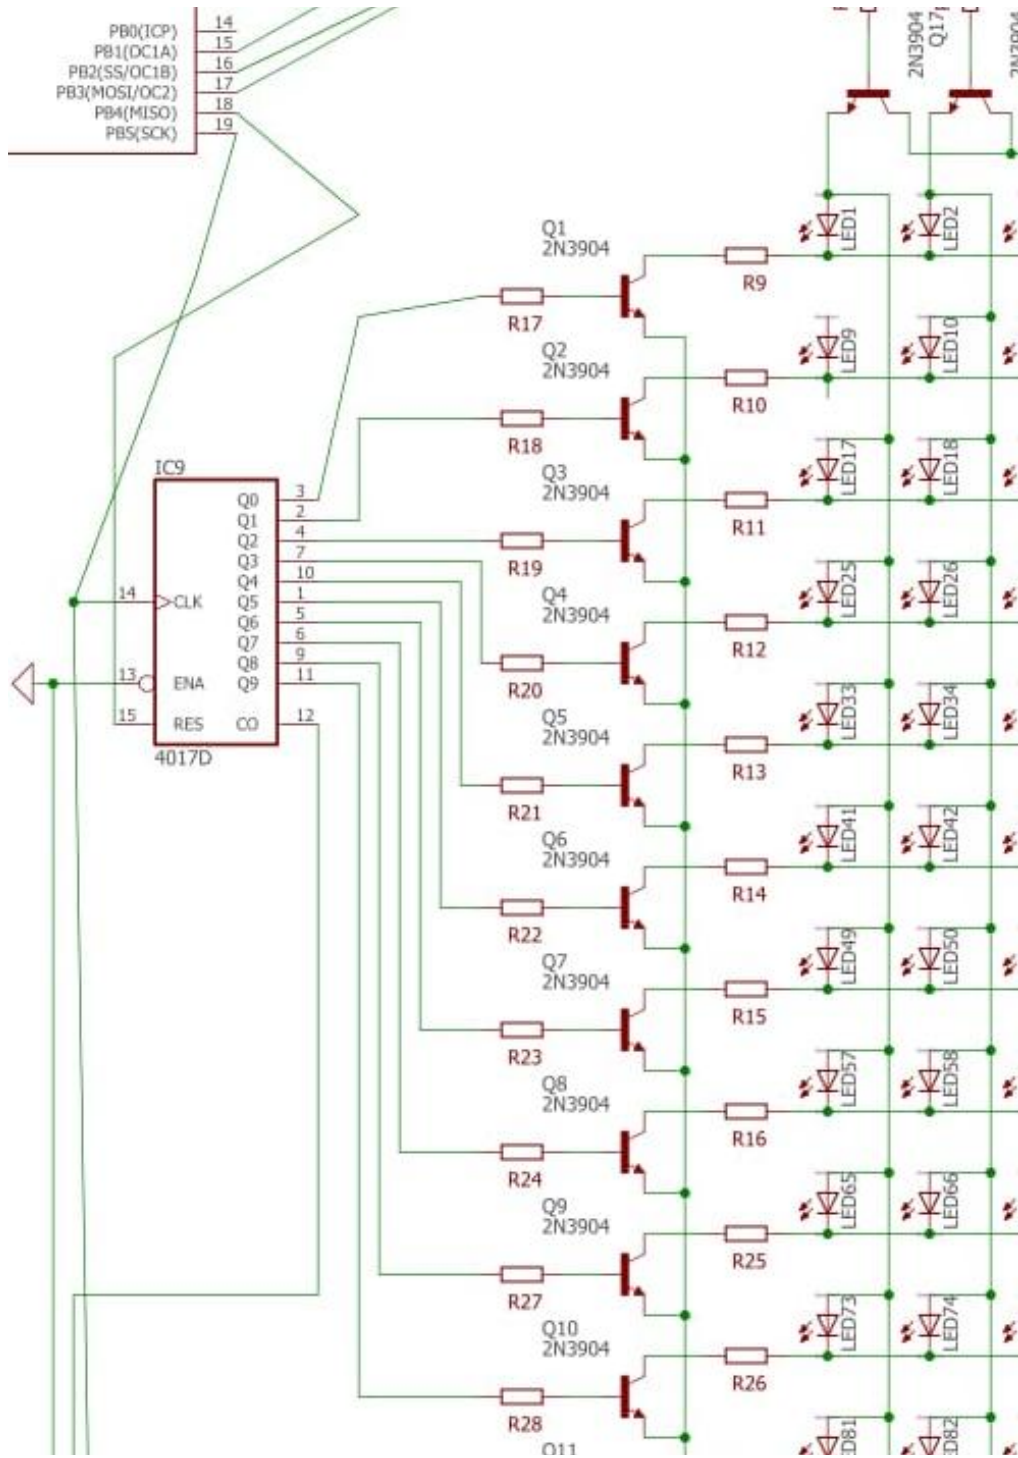 PB0(ICP) 14
PB1(OC1A) 15
PB2(SS/OC1B) 16
PB3(MOSI/OC2) 17
PB4(MISO) 18
PB5(SCK) 19
2N3904
Q17
2N3904
IC9
Q0 3
Q1 2
Q2 4
Q3 7
Q4 10
14 CLK Q5 1
Q6 5
Q7 6
Q8 9
13 ENA Q9 11
15 RES CO 12
4017D
Q1
2N3904
R17
R9
LED1
LED2
Q2
2N3904
R18
R10
LED9
LED10
Q3
2N3904
R19
R11
LED17
LED18
Q4
2N3904
R20
R12
LED25
LED26
Q5
2N3904
R21
R13
LED33
LED34
Q6
2N3904
R22
R14
LED41
LED42
Q7
2N3904
R23
R15
LED49
LED50
Q8
2N3904
R24
R16
LED57
LED58
Q9
2N3904
R27
R25
LED65
LED66
Q10
2N3904
R28
R26
LED73
LED74
Q11
ED81
ED82